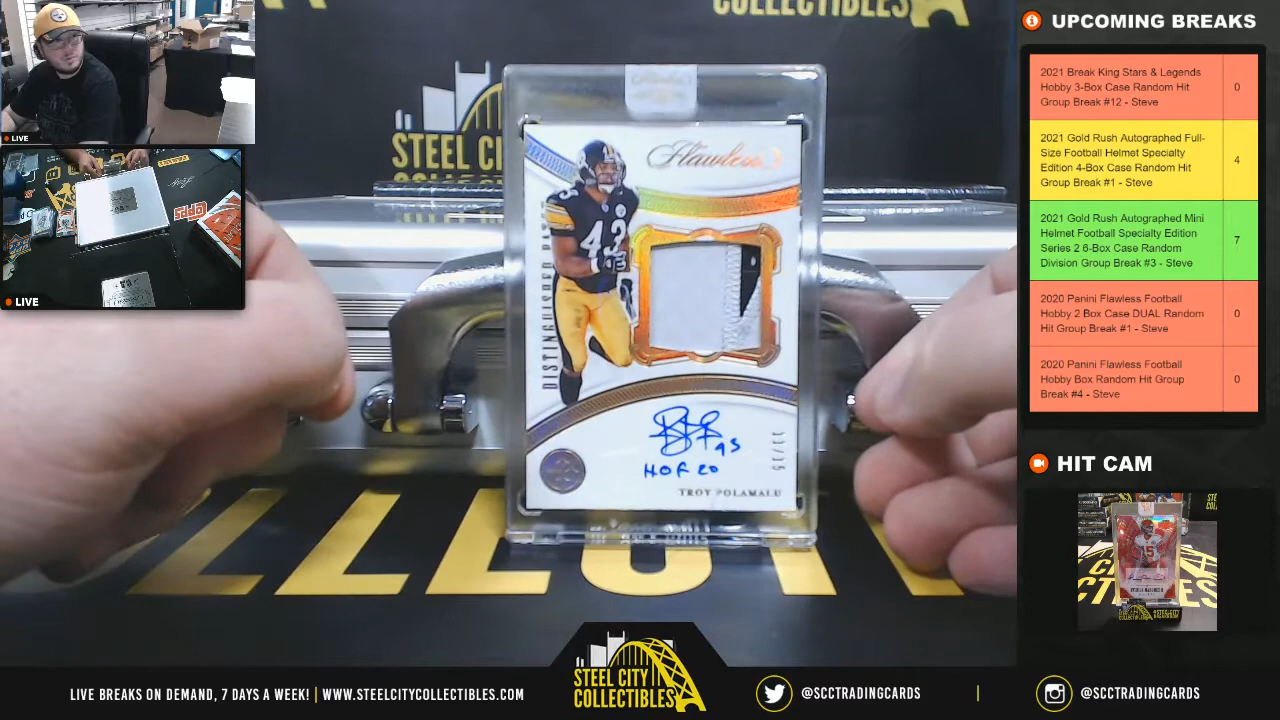 COLLECTIBLES
UPCOMING BREAKS
2021 Break King Stars & Legends
Hobby 3-Box Case Random Hit
Group Break #12 - Steve
0
2021 Gold Rush Autographed Full-
Size Football Helmet Specialty
Edition 4-Box Case Random Hit
Group Break #1 - Steve
4
2021 Gold Rush Autographed Mini
Helmet Football Specialty Edition
Series 2 6-Box Case Random
Division Group Break #3 - Steve
7
2020 Panini Flawless Football
Hobby 2 Box Case DUAL Random
Hit Group Break #1 - Steve
0
2020 Panini Flawless Football
Hobby Box Random Hit Group
Break #4 - Steve
0
HIT CAM
LIVE
LIVE
STEEL CI
Flawless
43
DISTINGUISHED
43
HOF 20
TROY POLAMALU
STEEL CITY
COLLECTIBLES
LIVE BREAKS ON DEMAND, 7 DAYS A WEEK! | WWW.STEELCITYCOLLECTIBLES.COM
@SCCTRADINGCARDS
|
@SCCTRADINGCARDS